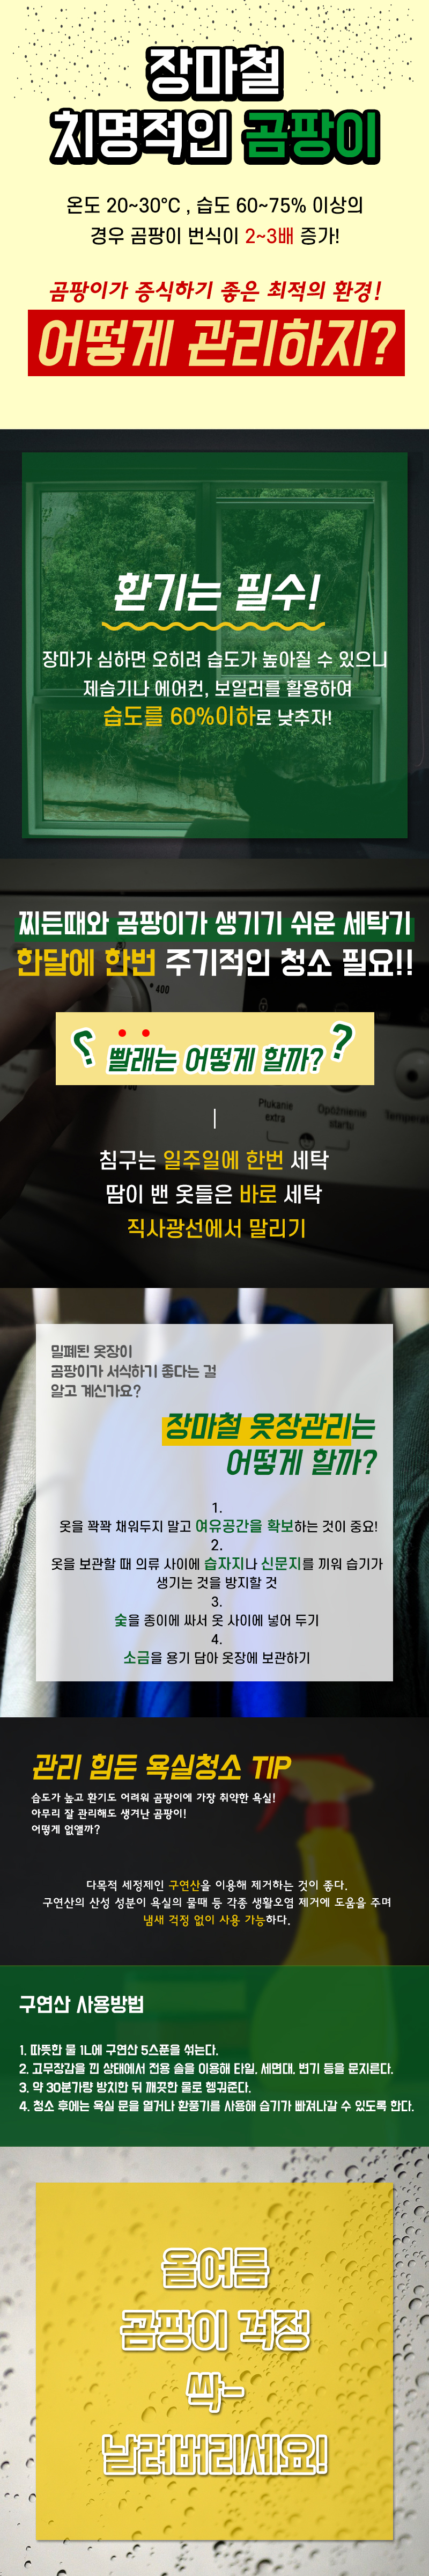 장마철
치명적인 곰팡이
온도 20~30°C , 습도 60~75% 이상의
경우 곰팡이 번식이 2~3배 증가!
곰팡이가 증식하기 좋은 최적의 환경!
어떻게 관리하지?
환기는 필수!
장마가 심하면 오히려 습도가 높아질 수 있으니
제습기나 에어컨, 보일러를 활용하여
습도를 60%이하로 낮추자!
찌든때와 곰팡이가 생기기 쉬운 세탁기
한달에 한번 주기적인 청소 필요!!
* 400
? 빨래는 어떻게 할까? ?
Płukanie
extra
Opóźnienie
startu
Tempera
침구는 일주일에 한번 세탁
땀이 밴 옷들은 바로 세탁
직사광선에서 말리기
밀폐된 옷장이
곰팡이가 서식하기 좋다는 걸
알고 계신가요?
장마철 옷장관리는
어떻게 할까?
1.
옷을 꽉꽉 채워두지 말고 여유공간을 확보하는 것이 중요!
2.
옷을 보관할 때 의류 사이에 습자지나 신문지를 끼워 습기가
생기는 것을 방지할 것
3.
숯을 종이에 싸서 옷 사이에 넣어 두기
4.
소금을 용기 담아 옷장에 보관하기
관리 힘든 욕실청소 TIP
습도가 높고 환기도 어려워 곰팡이에 가장 취약한 욕실!
아무리 잘 관리해도 생겨난 곰팡이!
어떻게 없앨까?
다목적 세정제인 구연산을 이용해 제거하는 것이 좋다.
구연산의 산성 성분이 욕실의 물때 등 각종 생활오염 제거에 도움을 주며
냄새 걱정 없이 사용 가능하다.
구연산 사용방법
1. 따뜻한 물 1L에 구연산 5스푼을 섞는다.
2. 고무장갑을 낀 상태에서 전용 솔을 이용해 타일, 세면대, 변기 등을 문지른다.
3. 약 30분가량 방치한 뒤 깨끗한 물로 헹궈준다.
4. 청소 후에는 욕실 문을 열거나 환풍기를 사용해 습기가 빠져나갈 수 있도록 한다.
올여름
곰팡이 걱정
싹-
날려버리세요!